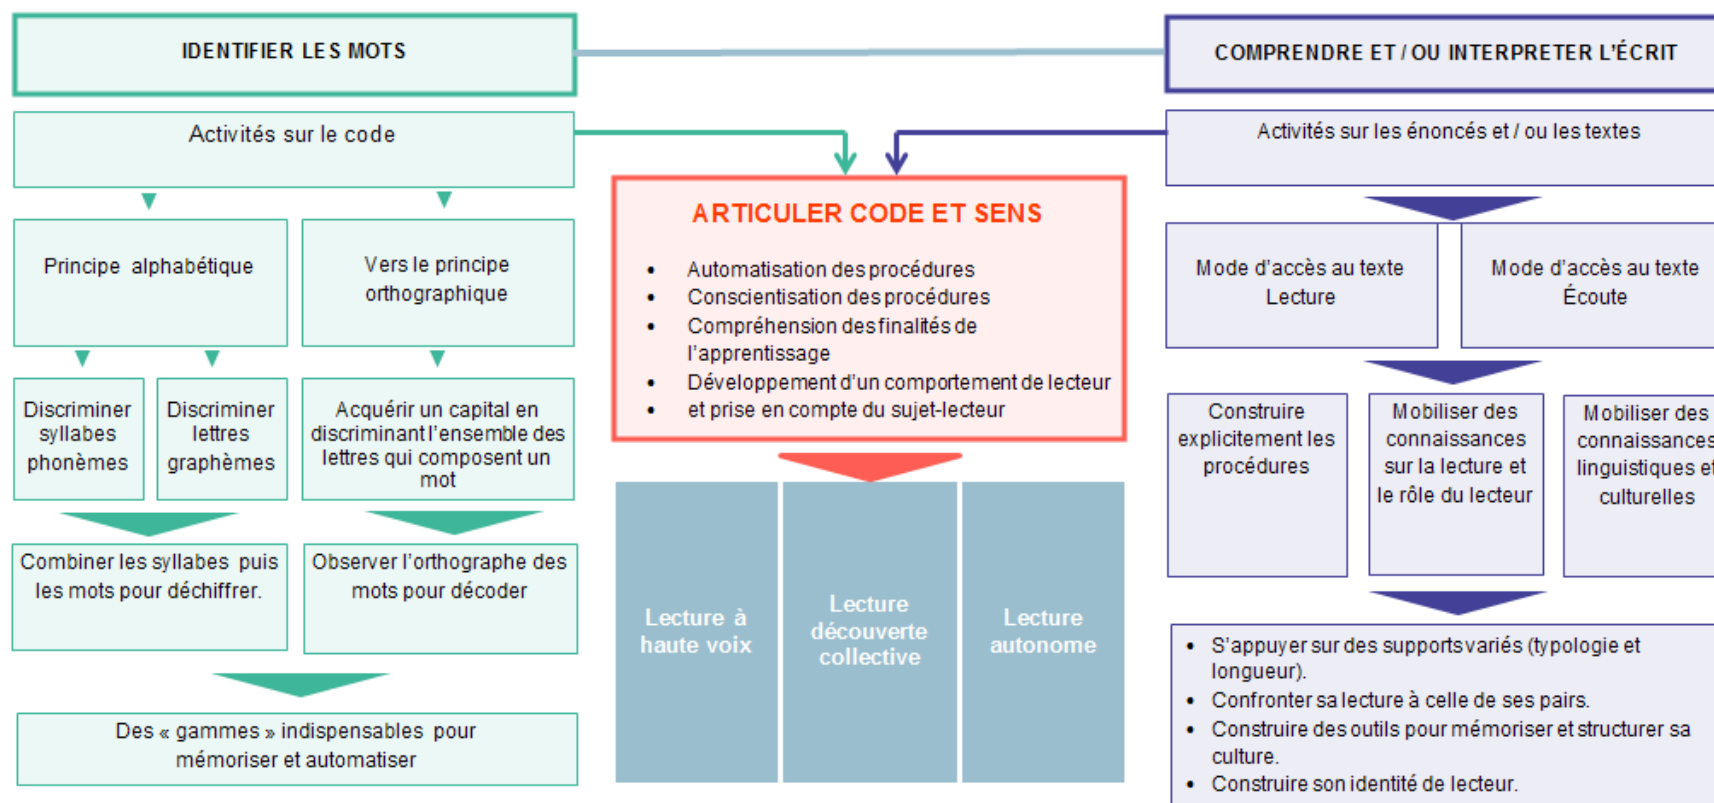 IDENTIFIER LES MOTS
Activités sur le code
Principe alphabétique
Vers le principe
orthographique
Discriminer
syllabes
phonèmes
Discriminer
lettres
graphèmes
Acquérir un capital en
discriminant l'ensemble des
lettres qui composent un
mot
Combiner les syllabes puis
les mots pour déchiffrer.
Observer l'orthographe des
mots pour décoder
Des « gammes » indispensables pour
mémoriser et automatiser
ARTICULER CODE ET SENS
• Automatisation des procédures
• Conscientisation des procédures
• Compréhension des finalités de
l'apprentissage
• Développement d'un comportement de lecteur
• et prise en compte du sujet-lecteur
Lecture à
haute voix
Lecture
découverte
collective
Lecture
autonome
COMPRENDRE ET / OU INTERPRETER L'ÉCRIT
Activités sur les énoncés et / ou les textes
Mode d'accès au texte
Lecture
Mode d'accès au texte
Écoute
Construire
explicitement les
procédures
Mobiliser des
connaissances
sur la lecture et
le rôle du lecteur
Mobiliser des
connaissances
linguistiques et
culturelles
• S'appuyer sur des supports variés (typologie et
longueur).
• Confronter sa lecture à celle de ses pairs.
• Construire des outils pour mémoriser et structurer sa
culture.
• Construire son identité de lecteur.